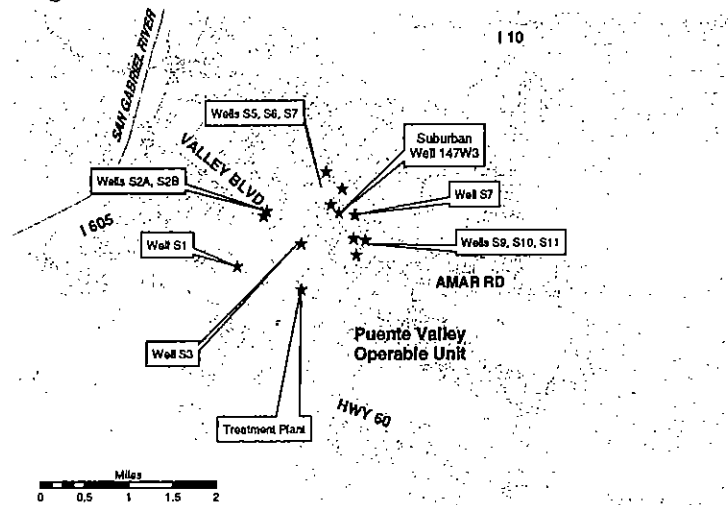 I 10
SAN GABRIEL RIVER
Wells S5, S6, S7
VALLEY BLVD
Suburban
Well 147W3
Wells S2A, S2B
Well S7
I 605
Well S1
Wells S9, S10, S11
AMAR RD
Puente Valley
Operable Unit
Well S3
HWY 60
Treatment Plant
Miles
0 0.5 1 1.5 2